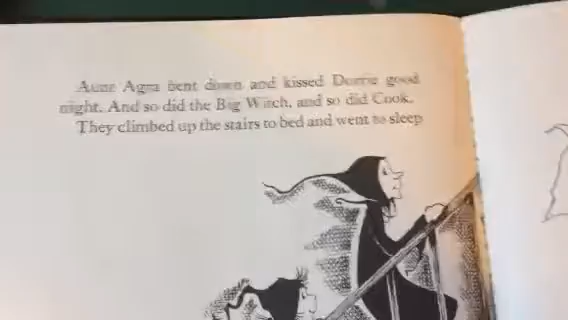 Aunt Agra bent down and kissed Dorrie good
night. And so did the Big Witch, and so did Cook.
They climbed up the stairs to bed and went to sleep